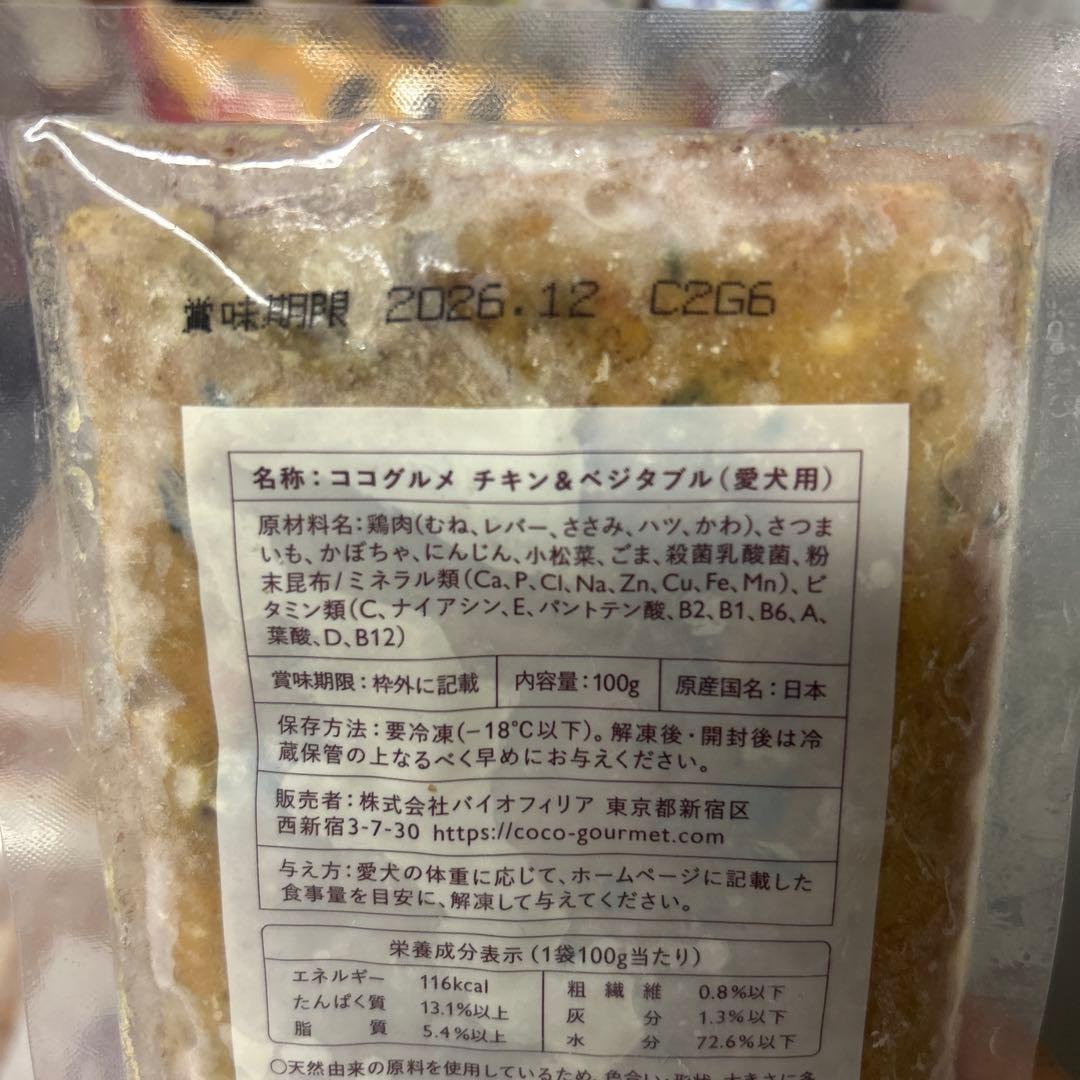 賞味期限 2026.12 C2G6
名称：ココグルメ チキン&ベジタブル（愛犬用）
原材料名：鶏肉（むね、レバー、ささみ、ハツ、かわ）、さつま
いも、かぼちゃ、にんじん、小松菜、ごま、殺菌乳酸菌、粉
末昆布/ミネラル類（Ca、P、Cl、Na、Zn、Cu、Fe、Mn）、ビ
タミン類（C、ナイアシン、E、パントテン酸、B2、B1、B6、A、
葉酸、D、B12）
賞味期限：枠外に記載 内容量：100g 原産国名：日本
保存方法：要冷凍（−18℃以下）。解凍後・開封後は冷
蔵保管の上なるべく早めにお与えください。
販売者：株式会社バイオフィリア 東京都新宿区
西新宿3-7-30 https://coco-gourmet.com
与え方：愛犬の体重に応じて、ホームページに記載した
食事量を目安に、解凍して与えてください。
栄養成分表示（1袋100g当たり）
エネルギー 116kcal 粗繊維 0.8%以下
たんぱく質 13.1%以上 灰分 1.3%以下
脂質 5.4%以上 水分 72.6%以下
○天然由来の原料を使用しているため、色合い・形状、大きさに多